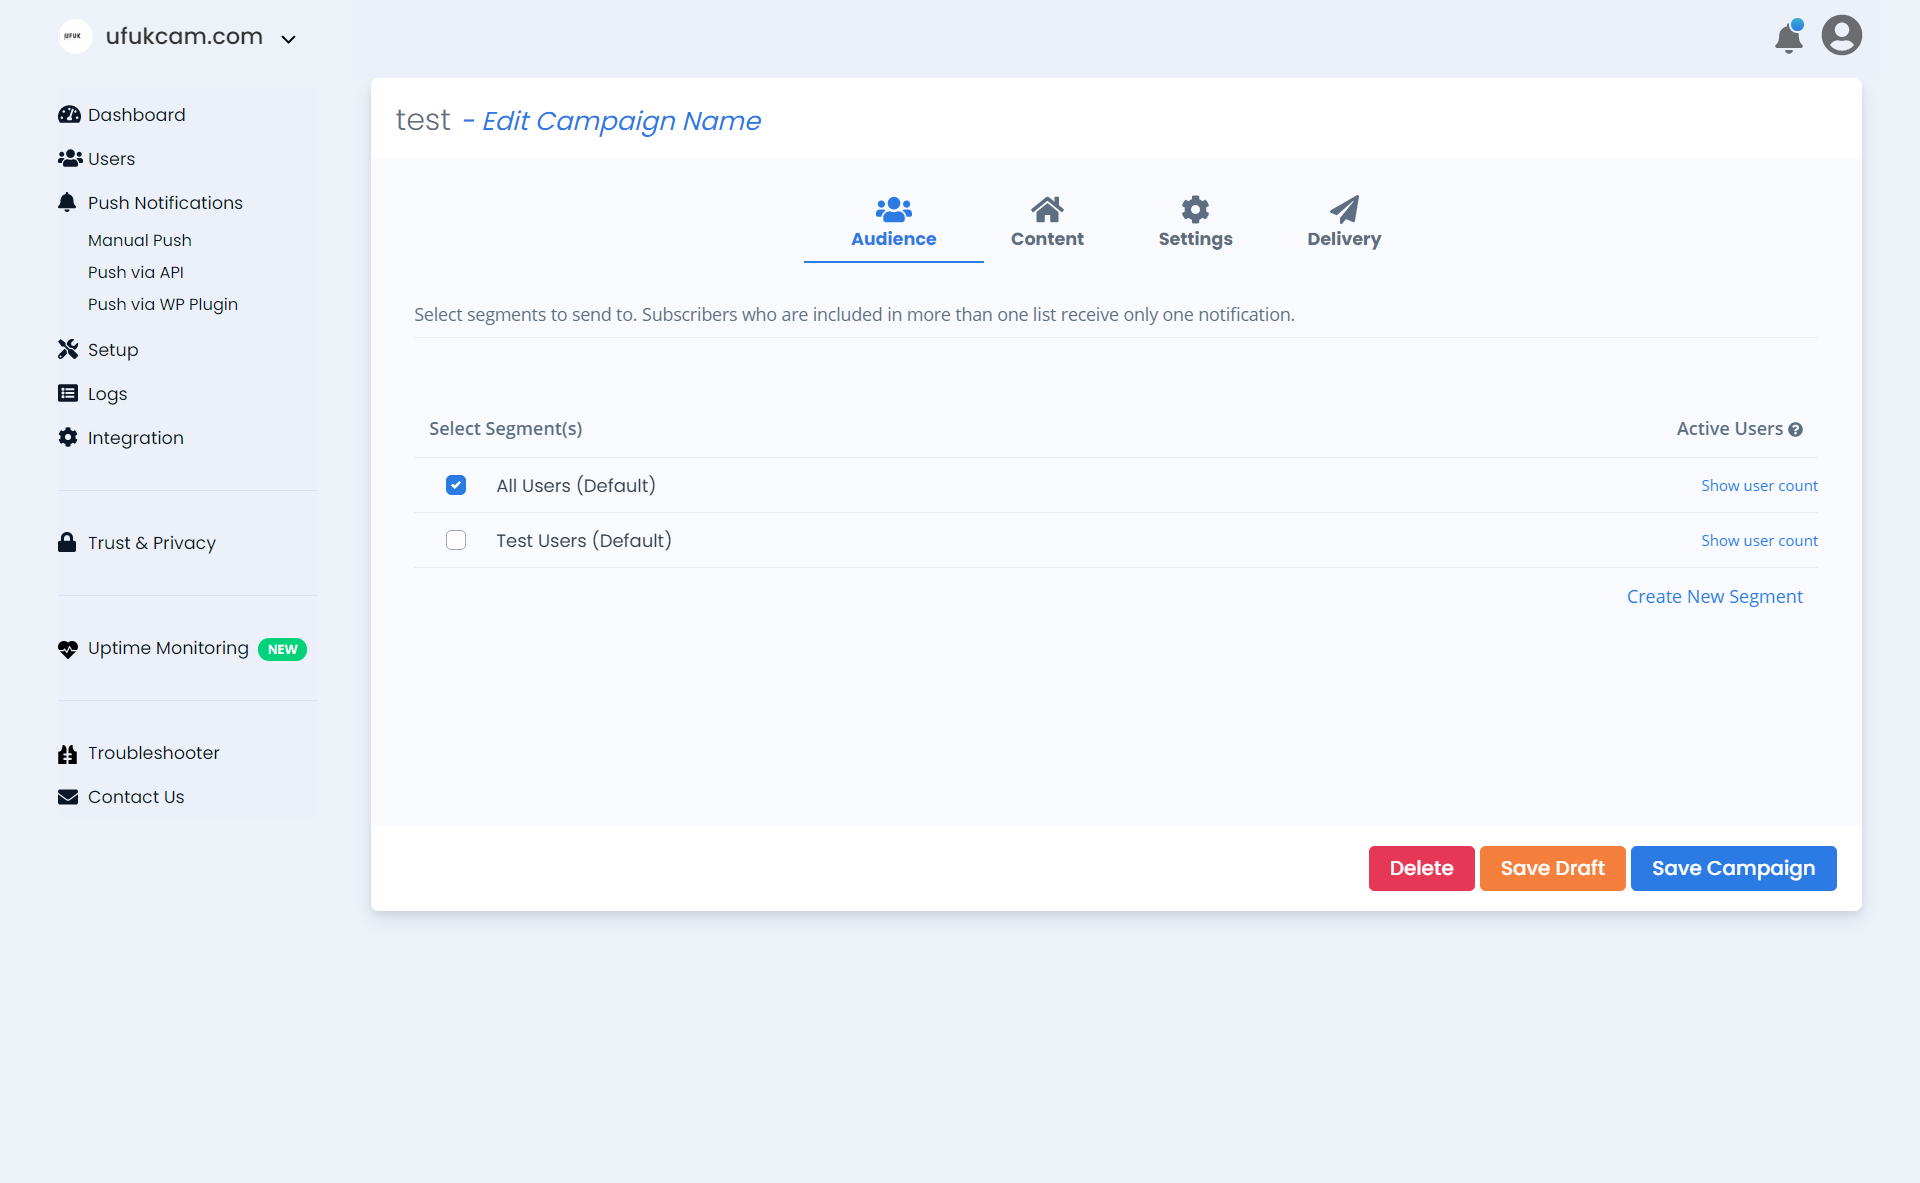 UFUK
ufukcam.com
Dashboard
Users
Push Notifications
Manual Push
Push via API
Push via WP Plugin
Setup
Logs
Integration
Trust & Privacy
Uptime Monitoring NEW
Troubleshooter
Contact Us
test - Edit Campaign Name
Audience Content Settings Delivery
Select segments to send to. Subscribers who are included in more than one list receive only one notification.
Select Segment(s) Active Users ?
All Users (Default) Show user count
Test Users (Default) Show user count
Create New Segment
Delete Save Draft Save Campaign